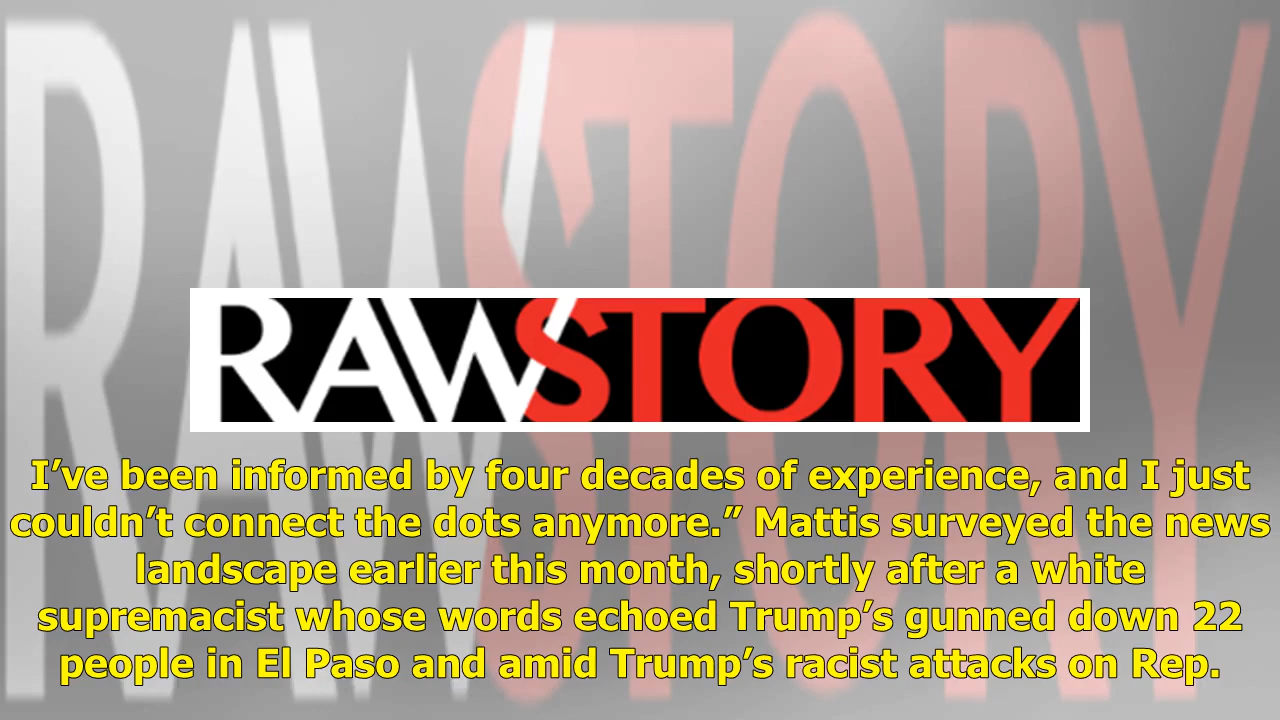 RAWSTORY
RAWSTORY
I’ve been informed by four decades of experience, and I just
couldn’t connect the dots anymore.” Mattis surveyed the news
landscape earlier this month, shortly after a white
supremacist whose words echoed Trump’s gunned down 22
people in El Paso and amid Trump’s racist attacks on Rep.